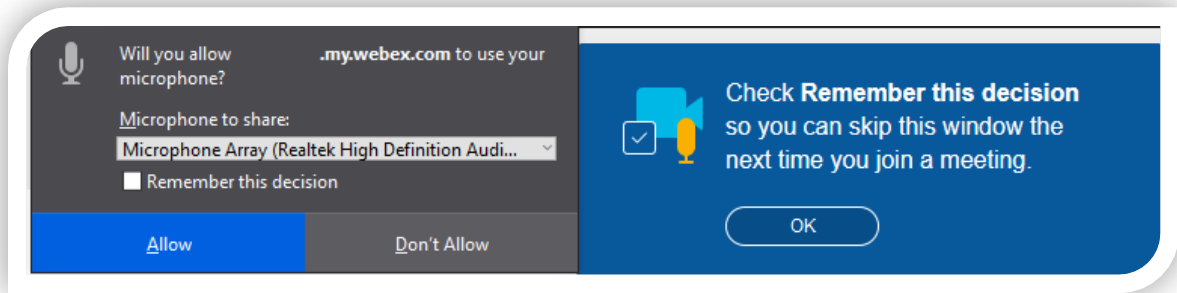 Will you allow .my.webex.com to use your
microphone?
Microphone to share:
Microphone Array (Realtek High Definition Audi...
Remember this decision
Allow
Don't Allow
Check Remember this decision
so you can skip this window the
next time you join a meeting.
OK